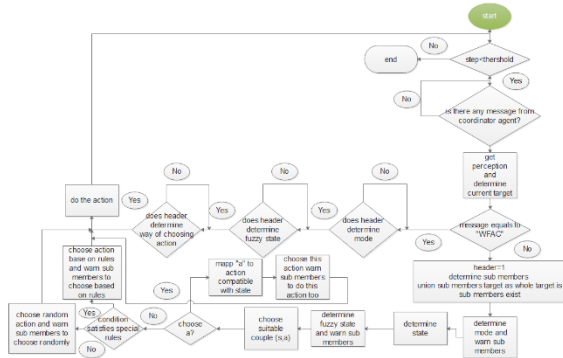 start
No
end
step<thershold
Yes
No
is there any message from
coordinator agent?
get
perception
and
determine
current target
message equals to
"WFAC"
Yes
No
do the action
Yes
No
does header
determine
way of choosing
action
Yes
No
does header
determine
fuzzy state
Yes
No
does header
determine
mode
header=1
determine sub members
union sub members target as whole target is
sub members exist
determine
mode and
warn sub
members
determine
state
determine
fuzzy state
and warn sub
members
choose
suitable
couple (s,a)
choose
a?
Yes
mapp "a" to
action
compatible
with state
choose this
action warn
sub members
to do this
action too
No
condition
satisfies special
rules
Yes
No
choose action
base on rules
and warn sub
members to
choose based
on rules
choose random
action and warn
sub members to
choose randomly